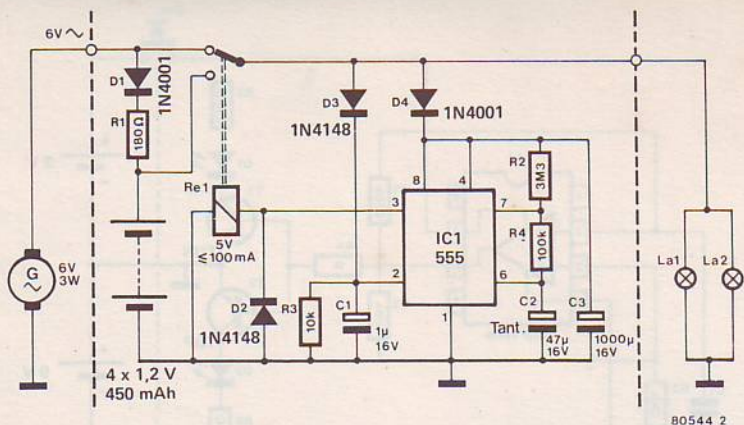 6V ~
D1
1N4001
R1
180Ω
Re1
5V
≤100mA
G
~
6V
3W
4 x 1,2 V
450 mAh
D2
1N4148
D3
1N4148
D4
1N4001
R3
10k
C1
1µ
16V
8
4
3
7
2
6
1
IC1
555
R2
3M3
R4
100k
C2
Tant.
47µ
16V
C3
1000µ
16V
La1
La2
80544 2